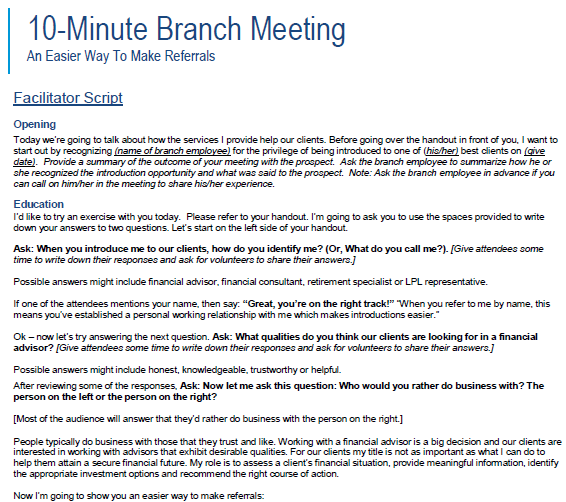 10-Minute Branch Meeting
An Easier Way To Make Referrals
Facilitator Script
Opening
Today we're going to talk about how the services I provide help our clients. Before going over the handout in front of you, I want to
start out by recognizing (name of branch employee) for the privilege of being introduced to one of (his/her) best clients on (give
date). Provide a summary of the outcome of your meeting with the prospect. Ask the branch employee to summarize how he or
she recognized the introduction opportunity and what was said to the prospect. Note: Ask the branch employee in advance if you
can call on him/her in the meeting to share his/her experience.
Education
I'd like to try an exercise with you today. Please refer to your handout. I'm going to ask you to use the spaces provided to write
down your answers to two questions. Let's start on the left side of your handout.
Ask: When you introduce me to our clients, how do you identify me? (Or, What do you call me?). [Give attendees some
time to write down their responses and ask for volunteers to share their answers.]
Possible answers might include financial advisor, financial consultant, retirement specialist or LPL representative.
If one of the attendees mentions your name, then say: "Great, you're on the right track!" "When you refer to me by name, this
means you've established a personal working relationship with me which makes introductions easier."
Ok – now let's try answering the next question. Ask: What qualities do you think our clients are looking for in a financial
advisor? [Give attendees some time to write down their responses and ask for volunteers to share their answers.]
Possible answers might include honest, knowledgeable, trustworthy or helpful.
After reviewing some of the responses, Ask: Now let me ask this question: Who would you rather do business with? The
person on the left or the person on the right?
[Most of the audience will answer that they'd rather do business with the person on the right.]
People typically do business with those that they trust and like. Working with a financial advisor is a big decision and our clients are
interested in working with advisors that exhibit desirable qualities. For our clients my title is not as important as what I can do to
help them attain a secure financial future. My role is to assess a client's financial situation, provide meaningful information, identify
the appropriate investment options and recommend the right course of action.
Now I'm going to show you an easier way to make referrals: